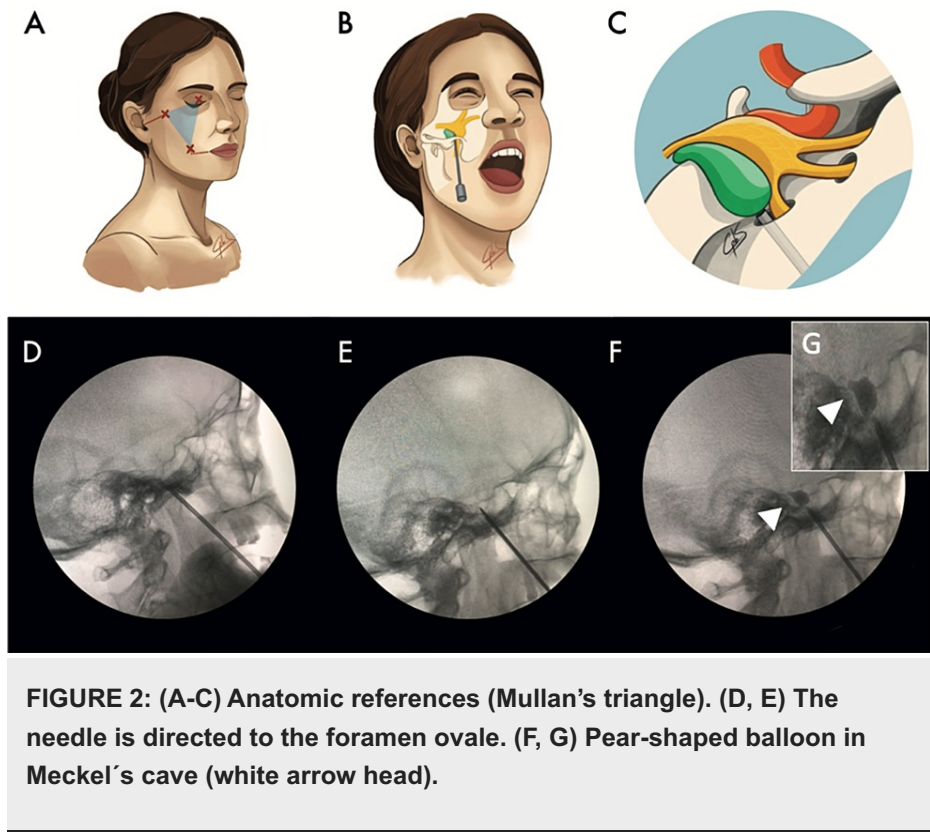 A
B
C
D
E
F
G
FIGURE 2: (A-C) Anatomic references (Mullan’s triangle). (D, E) The
needle is directed to the foramen ovale. (F, G) Pear-shaped balloon in
Meckel´s cave (white arrow head).